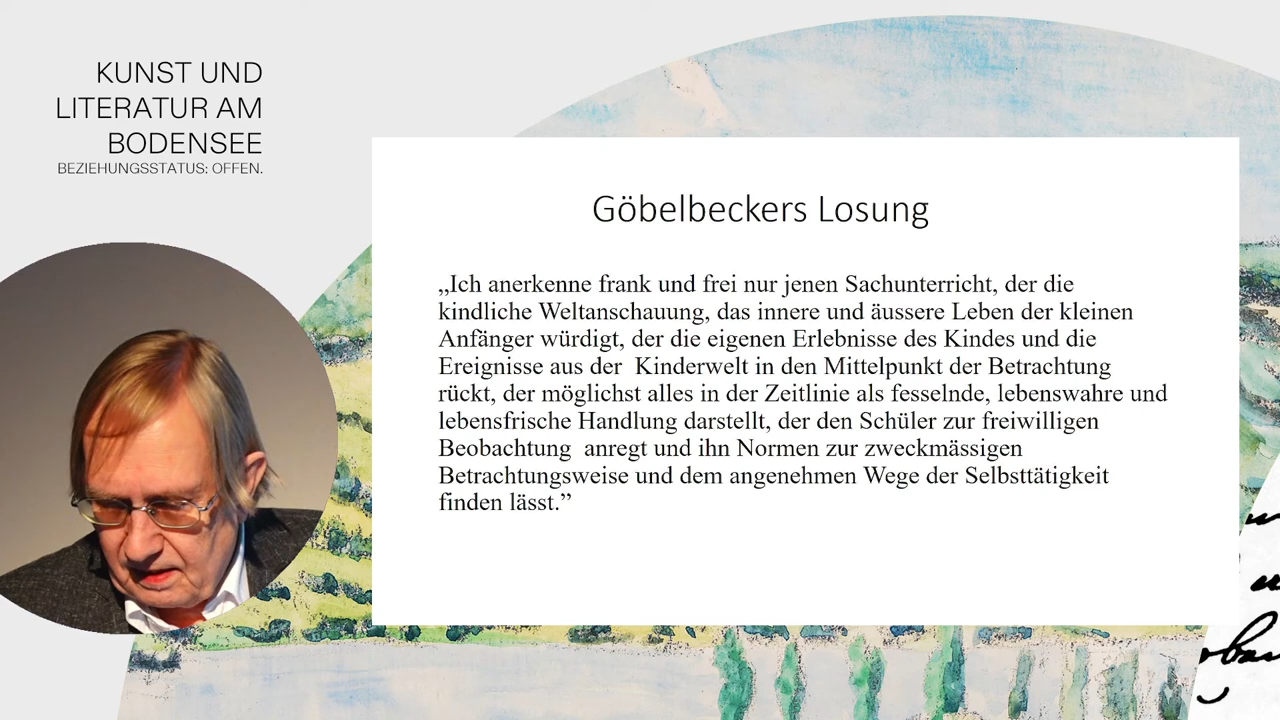 KUNST UND
LITERATUR AM
BODENSEE
BEZIEHUNGSSTATUS: OFFEN.
Göbelbeckers Losung
„Ich anerkenne frank und frei nur jenen Sachunterricht, der die
kindliche Weltanschauung, das innere und äussere Leben der kleinen
Anfänger würdigt, der die eigenen Erlebnisse des Kindes und die
Ereignisse aus der  Kinderwelt in den Mittelpunkt der Betrachtung
rückt, der möglichst alles in der Zeitlinie als fesselnde, lebenswahre und
lebensfrische Handlung darstellt, der den Schüler zur freiwilligen
Beobachtung  anregt und ihn Normen zur zweckmässigen
Betrachtungsweise und dem angenehmen Wege der Selbsttätigkeit
finden lässt.”